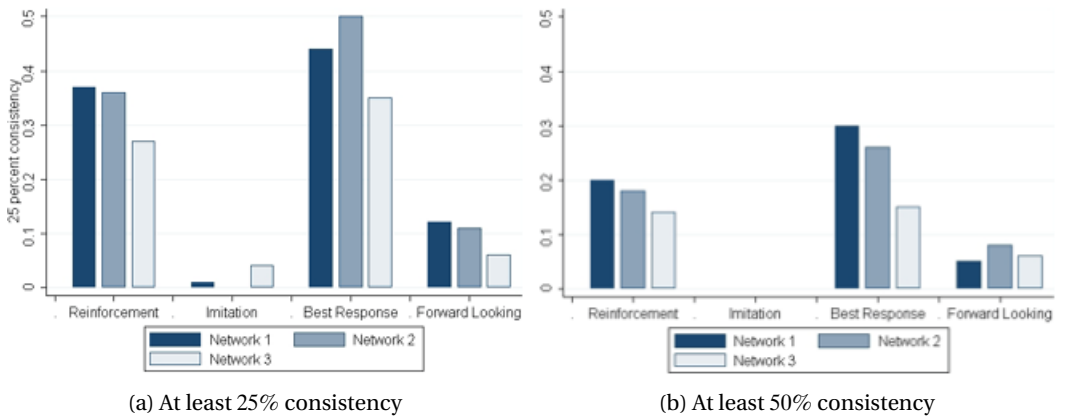 25 percent consistency
0 0.1 0.2 0.3 0.4 0.5
Reinforcement Imitation Best Response Forward Looking
Network 1 Network 2
Network 3
(a) At least 25% consistency
0 0.1 0.2 0.3 0.4 0.5
Reinforcement Imitation Best Response Forward Looking
Network 1 Network 2
Network 3
(b) At least 50% consistency